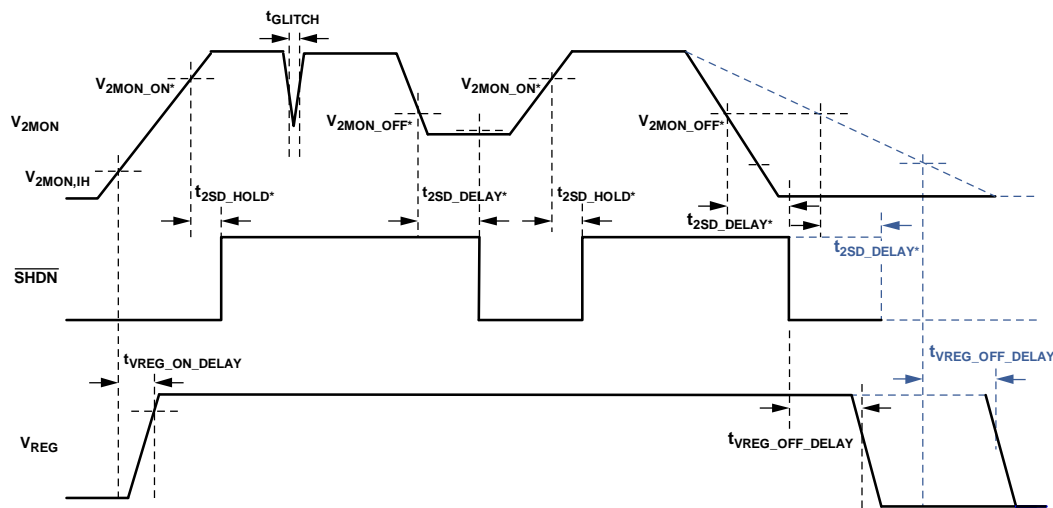 tGLITCH
V2MON_ON*
V2MON_ON*
V2MON_OFF*
V2MON_OFF*
V2MON
V2MON,IH
t2SD_HOLD*
t2SD_DELAY*
t2SD_HOLD*
t2SD_DELAY*
t2SD_DELAY*
SHDN
tVREG_ON_DELAY
tVREG_OFF_DELAY
tVREG_OFF_DELAY
VREG